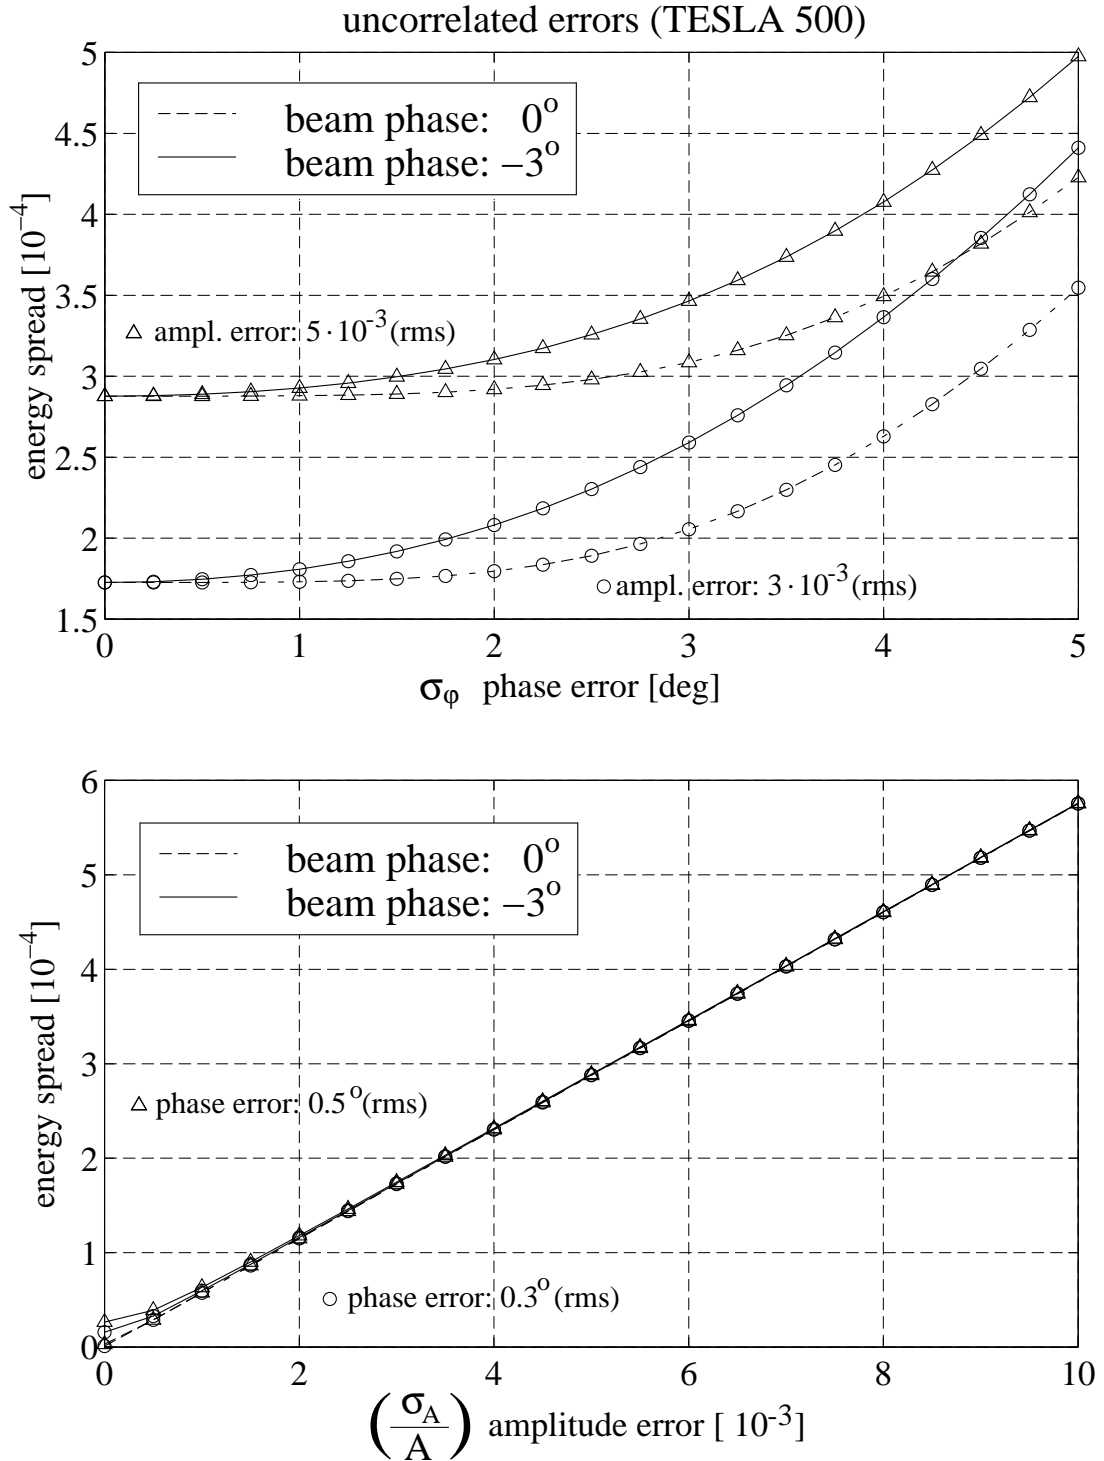 uncorrelated errors (TESLA 500)
5
4.5
4
3.5
3
2.5
2
1.5
energy spread [10⁻⁴]
beam phase: 0°
beam phase: −3°
△ ampl. error: 5·10⁻³ (rms)
○ ampl. error: 3·10⁻³ (rms)
0 1 2 3 4 5
σφ phase error [deg]
6
5
4
3
2
1
0
energy spread [10⁻⁴]
beam phase: 0°
beam phase: −3°
△ phase error: 0.5° (rms)
○ phase error: 0.3° (rms)
0 2 4 6 8 10
(σ_A/A) amplitude error [ 10⁻³]